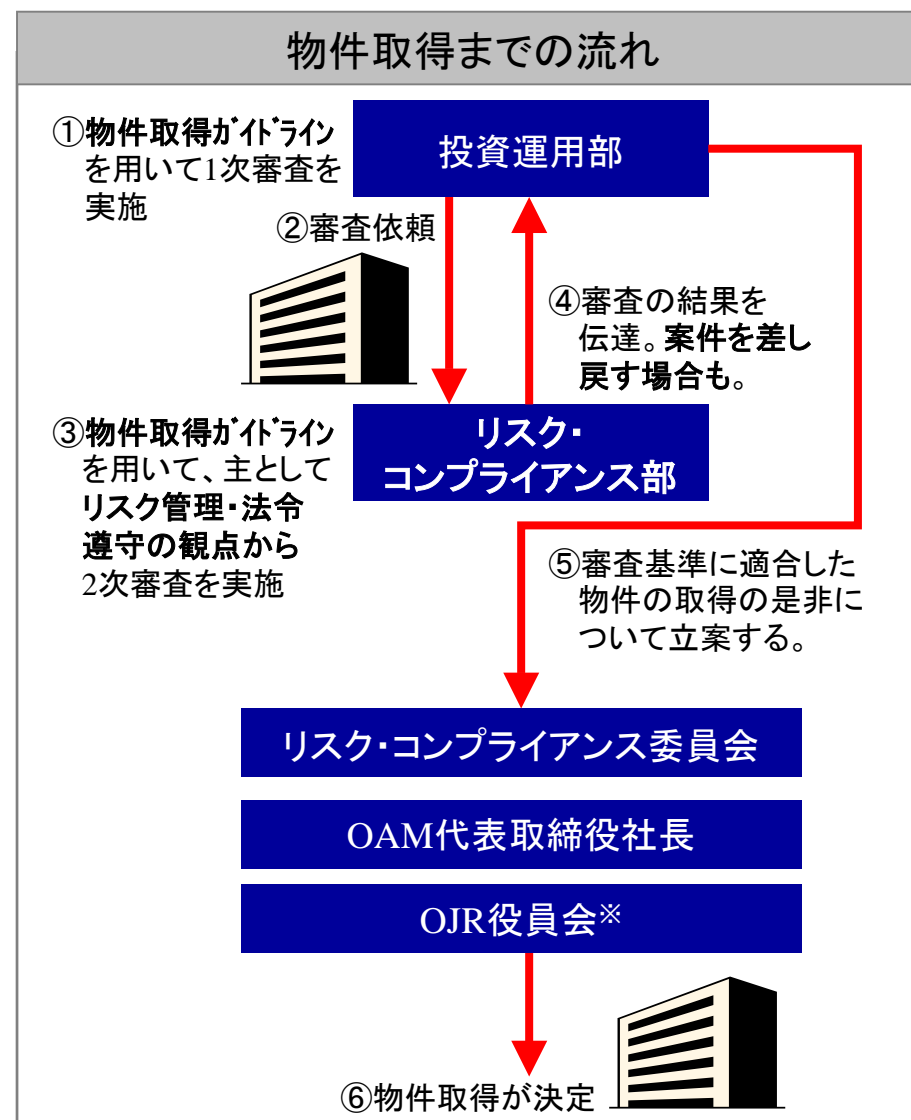 物件取得までの流れ
①物件取得ｶﾞｲﾄﾞﾗｲﾝ
を用いて1次審査を
実施
投資運用部
②審査依頼
④審査の結果を
伝達。案件を差し
戻す場合も。
③物件取得ｶﾞｲﾄﾞﾗｲﾝ
を用いて、主として
リスク管理・法令
遵守の観点から
2次審査を実施
リスク・
コンプライアンス部
⑤審査基準に適合した
物件の取得の是非に
ついて立案する。
リスク・コンプライアンス委員会
OAM代表取締役社長
OJR役員会※
⑥物件取得が決定